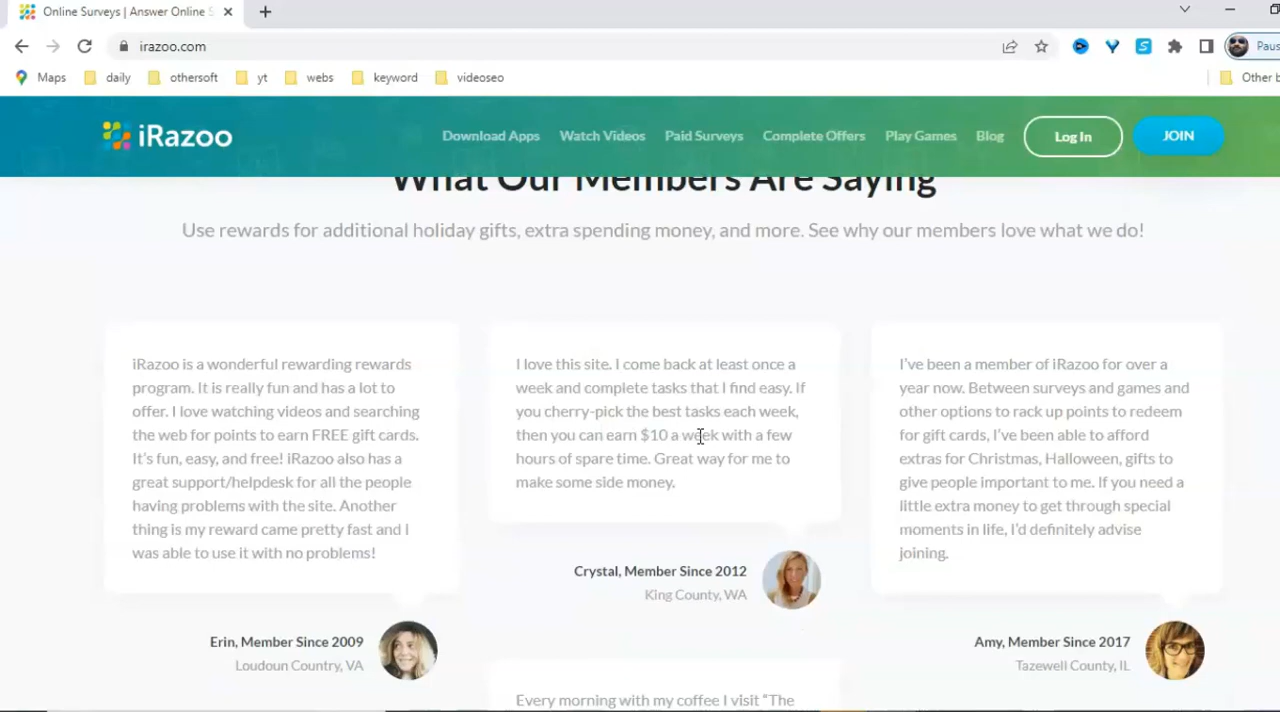 Online Surveys | Answer Online S
irazoo.com
Paus
Maps
daily
othersoft
yt
webs
keyword
videoseo
Other b
iRazoo
Download Apps
Watch Videos
Paid Surveys
Complete Offers
Play Games
Blog
Log In
JOIN
What Our Members Are Saying
Use rewards for additional holiday gifts, extra spending money, and more. See why our members love what we do!
iRazoo is a wonderful rewarding rewards
program. It is really fun and has a lot to
offer. I love watching videos and searching
the web for points to earn FREE gift cards.
It's fun, easy, and free! iRazoo also has a
great support/helpdesk for all the people
having problems with the site. Another
thing is my reward came pretty fast and I
was able to use it with no problems!
Erin, Member Since 2009
Loudoun Country, VA
I love this site. I come back at least once a
week and complete tasks that I find easy. If
you cherry-pick the best tasks each week,
then you can earn $10 a week with a few
hours of spare time. Great way for me to
make some side money.
Crystal, Member Since 2012
King County, WA
Every morning with my coffee I visit “The
I’ve been a member of iRazoo for over a
year now. Between surveys and games and
other options to rack up points to redeem
for gift cards, I’ve been able to afford
extras for Christmas, Halloween, gifts to
give people important to me. If you need a
little extra money to get through special
moments in life, I’d definitely advise
joining.
Amy, Member Since 2017
Tazewell County, IL